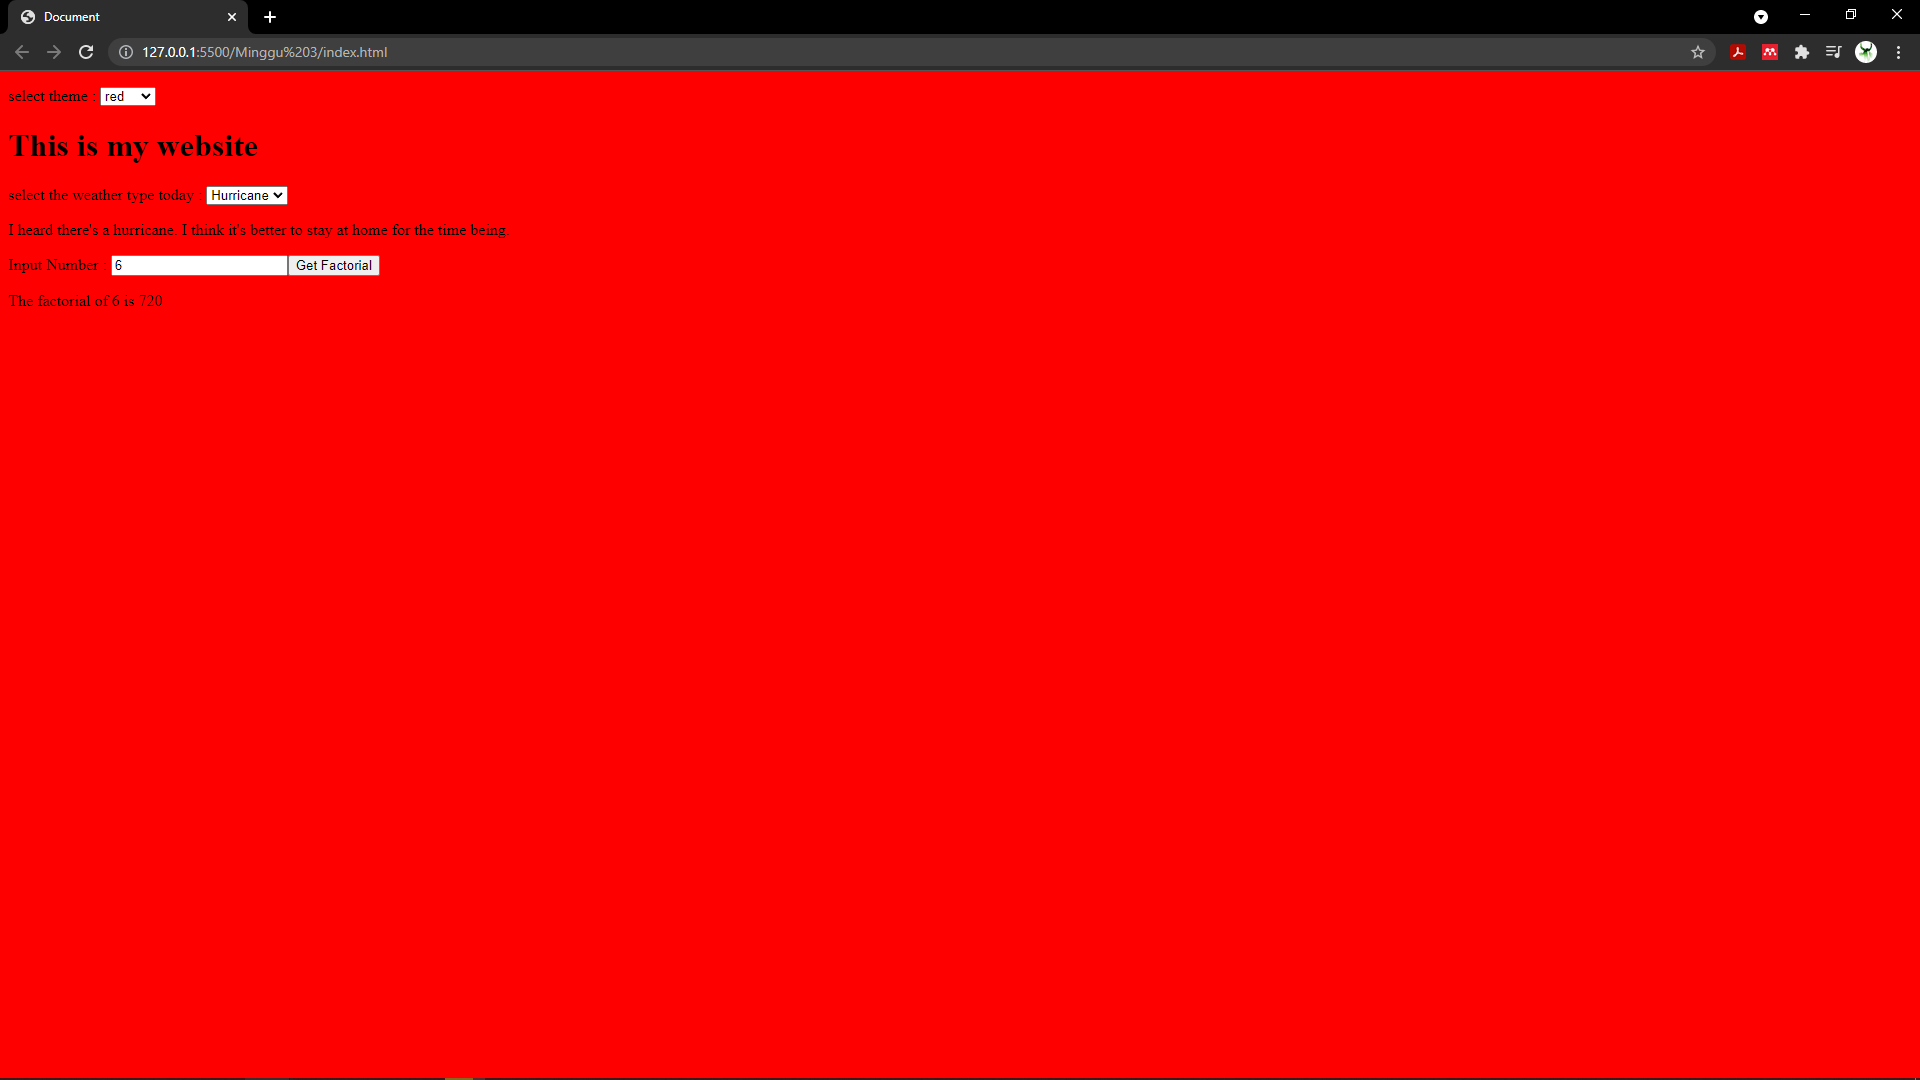 Document
127.0.0.1:5500/Minggu%203/index.html
select theme : red
This is my website
select the weather type today : Hurricane
I heard there's a hurricane. I think it's better to stay at home for the time being.
Input Number : 6 Get Factorial
The factorial of 6 is 720